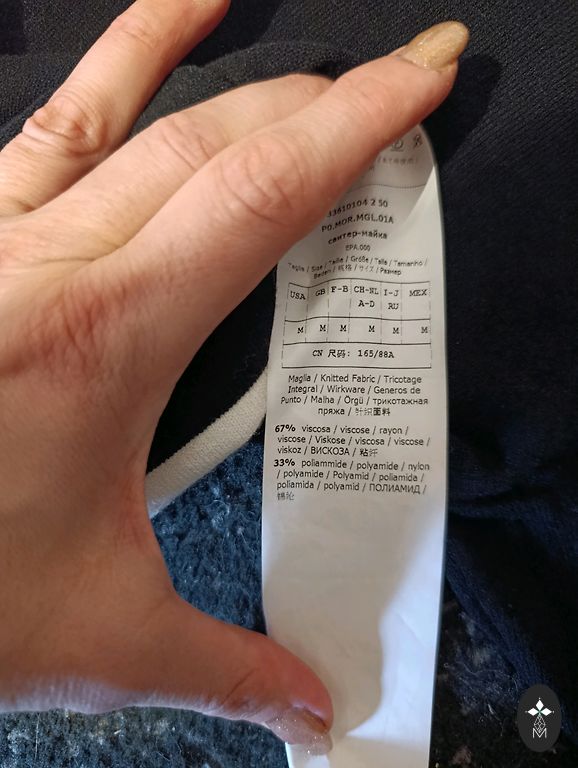 33610104 2 50
PO.MOR.MGL.01A
свитер-майка
EPA.000
Taglia / Size / Taille / Größe / Talla / Tamanho /
Beden / 规格 / サイズ / Размер
USA GB F-B CH-NL I-J MEX
A-D RU
M M M M M M
CN 尺码: 165/88A
Maglia / Knitted Fabric / Tricotage
Integral / Wirkware / Generos de
Punto / Malha / Örgü / трикотажная
пряжа / 针织面料
67% viscosa / viscose / rayon /
viscose / Viskose / viscosa / viscose /
viskoz / ВИСКОЗА / 粘纤
33% poliammide / polyamide / nylon
/ polyamide / Polyamid / poliamida /
poliamida / polyamid / ПОЛИАМИД /
锦纶
M